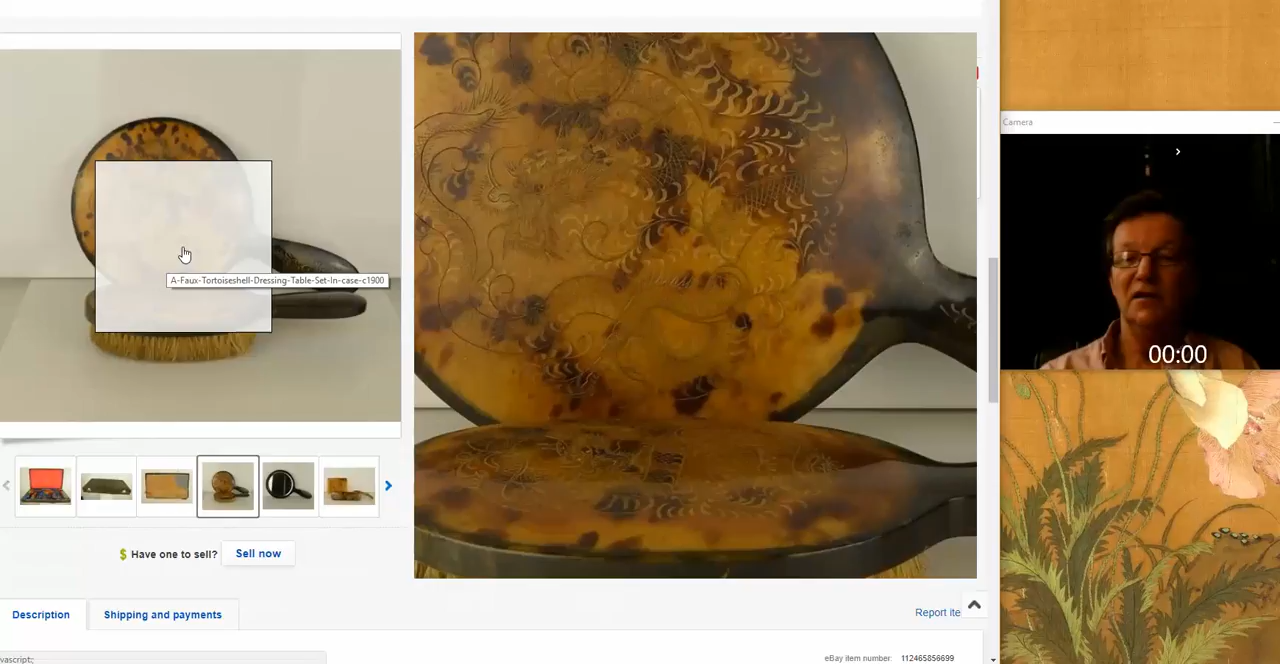 Camera
A-Faux-Tortoiseshell-Dressing-Table-Set-In-case-c1900
00:00
$ Have one to sell?
Sell now
Description
Shipping and payments
Report ite
vascript:;
eBay item number:
112465856699